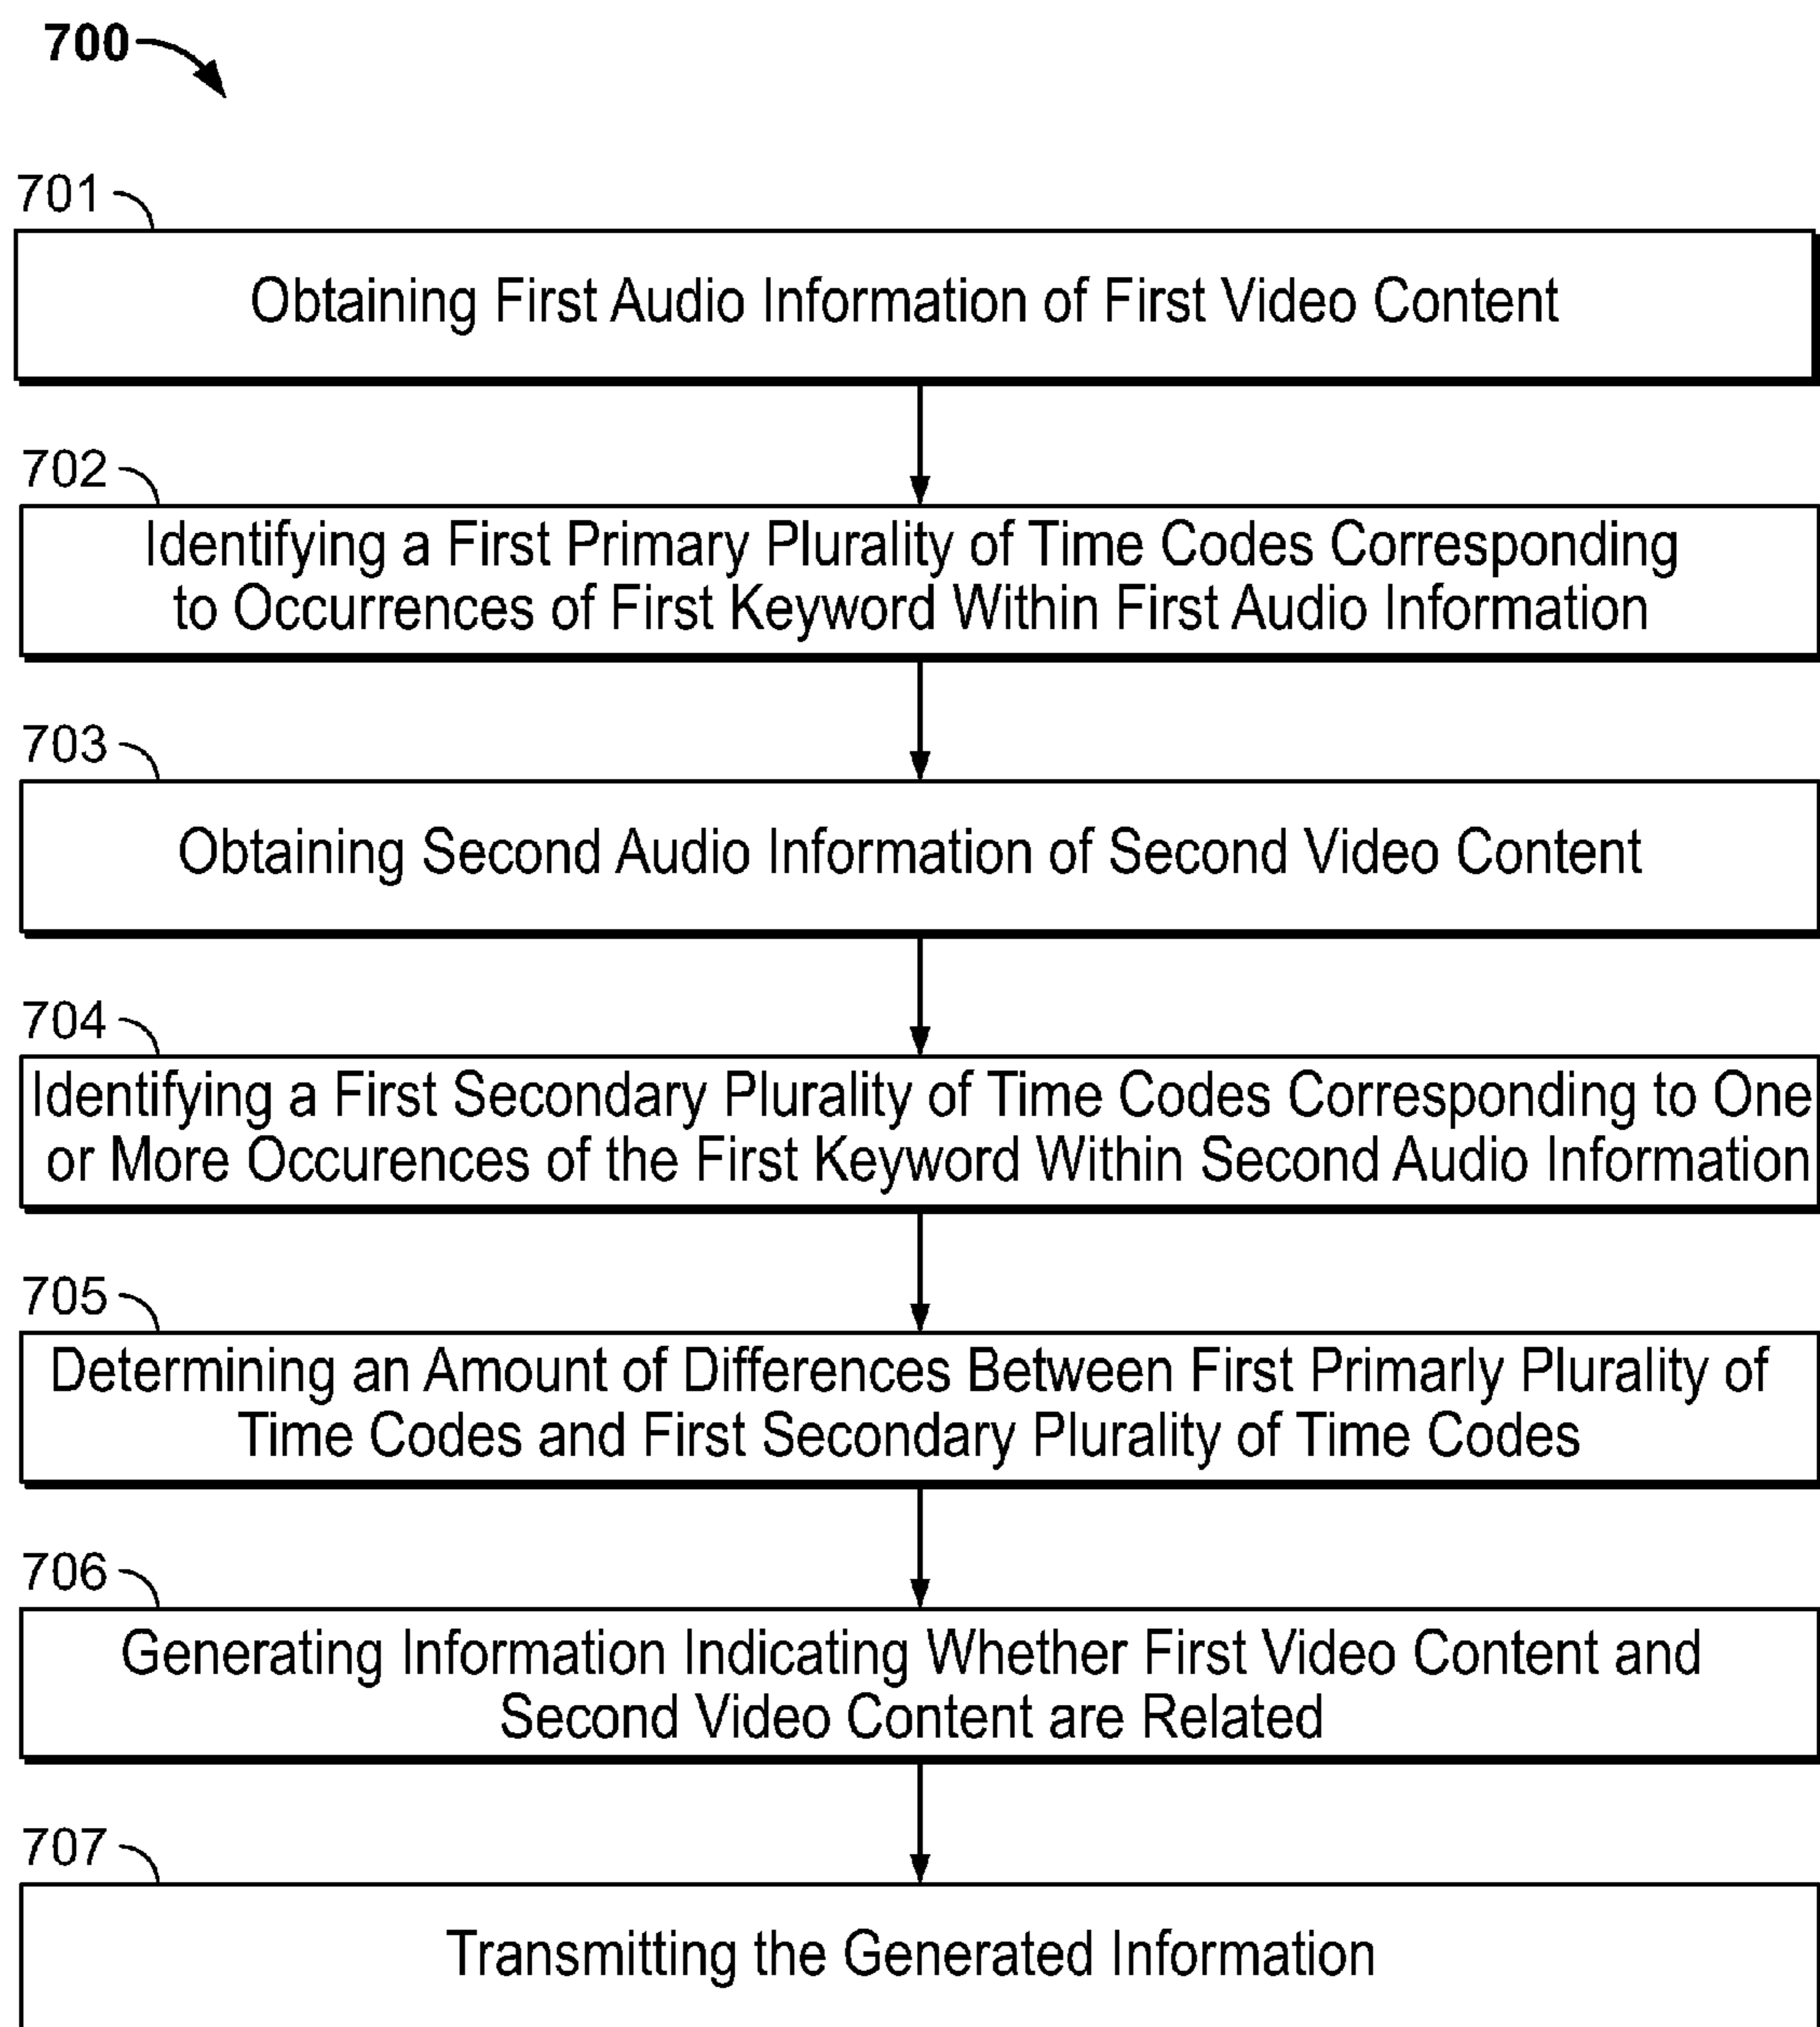 700
701
Obtaining First Audio Information of First Video Content
702
Identifying a First Primary Plurality of Time Codes Corresponding
to Occurrences of First Keyword Within First Audio Information
703
Obtaining Second Audio Information of Second Video Content
704
Identifying a First Secondary Plurality of Time Codes Corresponding to One
or More Occurences of the First Keyword Within Second Audio Information
705
Determining an Amount of Differences Between First Primarly Plurality of
Time Codes and First Secondary Plurality of Time Codes
706
Generating Information Indicating Whether First Video Content and
Second Video Content are Related
707
Transmitting the Generated Information